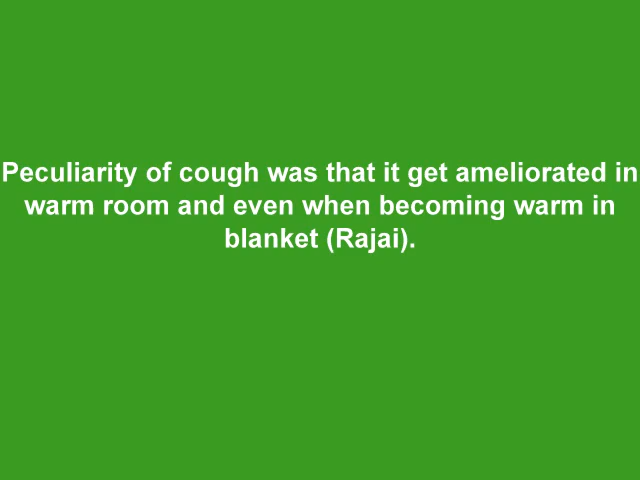 Peculiarity of cough was that it get ameliorated in
warm room and even when becoming warm in
blanket (Rajai).